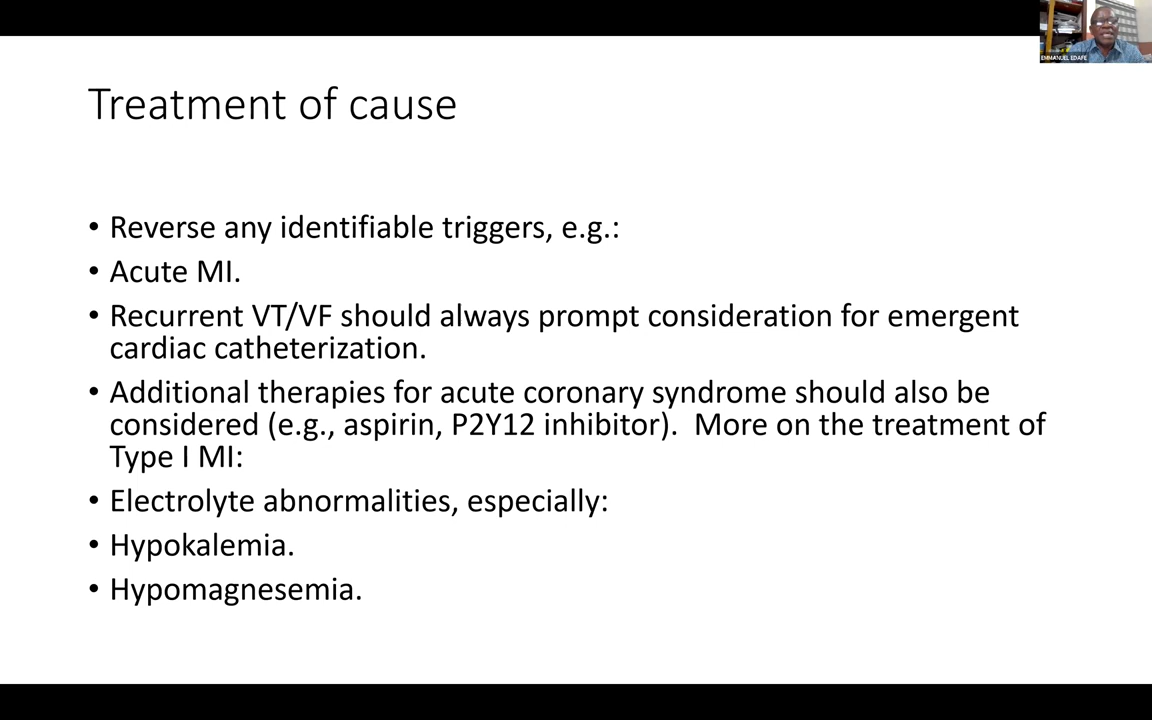 EMMANUEL EDAFE
Treatment of cause
• Reverse any identifiable triggers, e.g.:
• Acute MI.
• Recurrent VT/VF should always prompt consideration for emergent
cardiac catheterization.
• Additional therapies for acute coronary syndrome should also be
considered (e.g., aspirin, P2Y12 inhibitor).  More on the treatment of
Type I MI:
• Electrolyte abnormalities, especially:
• Hypokalemia.
• Hypomagnesemia.